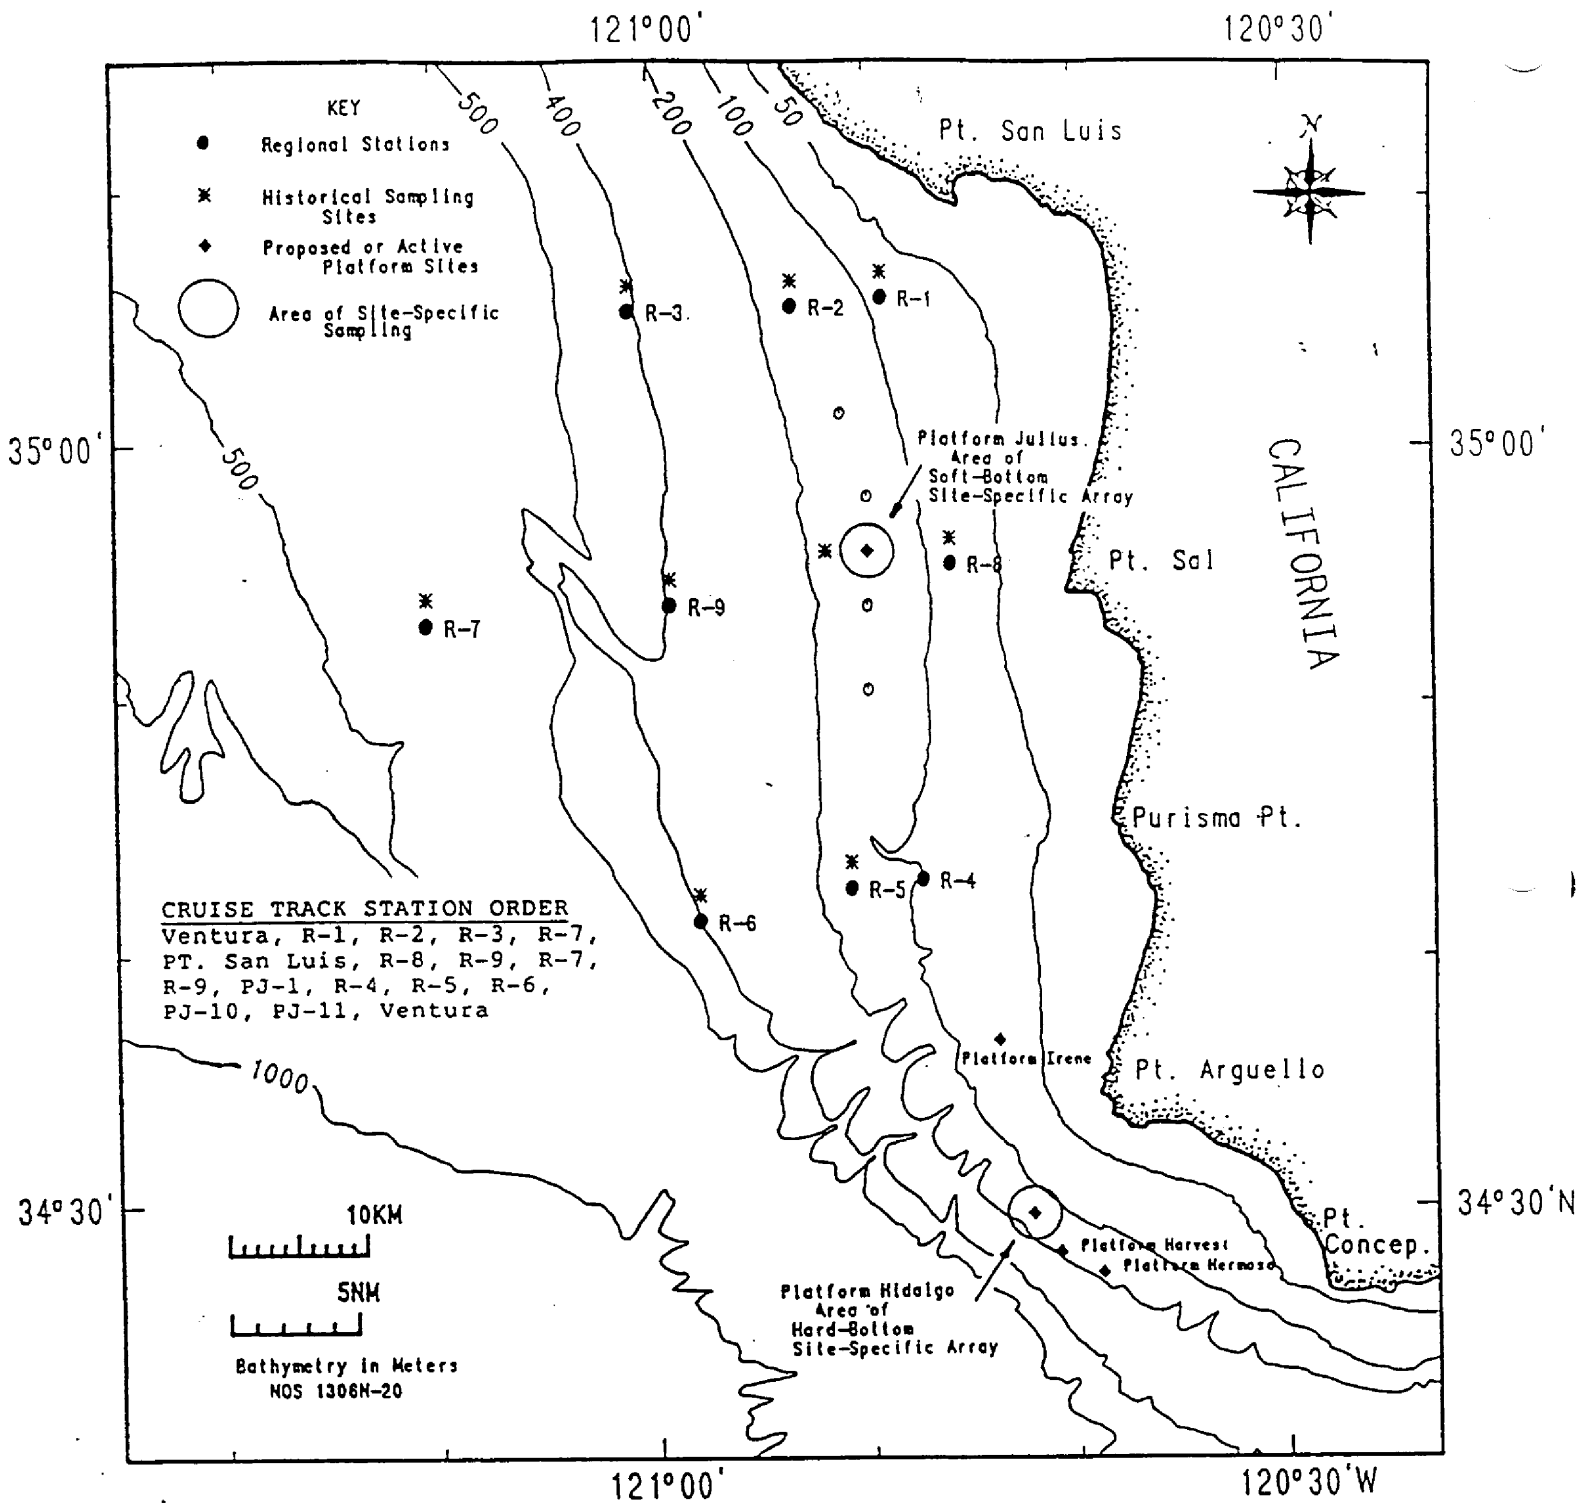 121°00'
120°30'
500
400
200
100
50
KEY
Regional Stations
Historical Sampling
Sites
Proposed or Active
Platform Sites
Area of Site-Specific
Sampling
Pt. San Luis
N
R-3.
R-2
R-1
35°00'
35°00'
500
Platform Julius.
Area of
Soft-Bottom
Site-Specific Array
CALIFORNIA
R-8
Pt. Sal
R-9
R-7
Purisma Pt.
R-5
R-4
R-6
CRUISE TRACK STATION ORDER
Ventura, R-1, R-2, R-3, R-7,
PT. San Luis, R-8, R-9, R-7,
R-9, PJ-1, R-4, R-5, R-6,
PJ-10, PJ-11, Ventura
Platform Irene
Pt. Arguello
1000
34°30'
34°30'N
10KM
Pt.
Concep.
Platform Harvest
Platform Hermosa
5NM
Platform Hidalgo
Area of
Hard-Bottom
Site-Specific Array
Bathymetry in Meters
NOS 1306N-20
121°00'
120°30'W